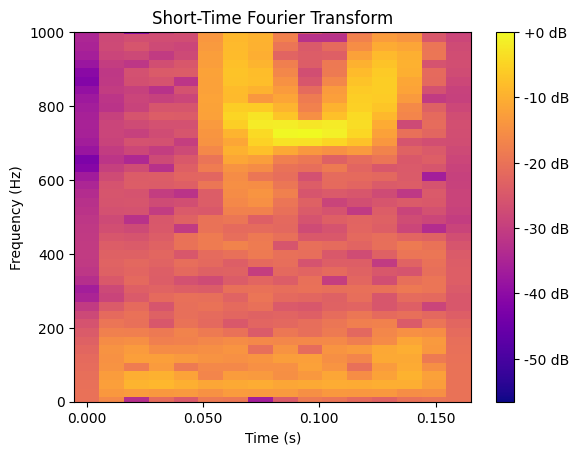 Short-Time Fourier Transform
1000
800
600
400
200
0
Frequency (Hz)
0.000
0.050
0.100
0.150
Time (s)
+0 dB
-10 dB
-20 dB
-30 dB
-40 dB
-50 dB